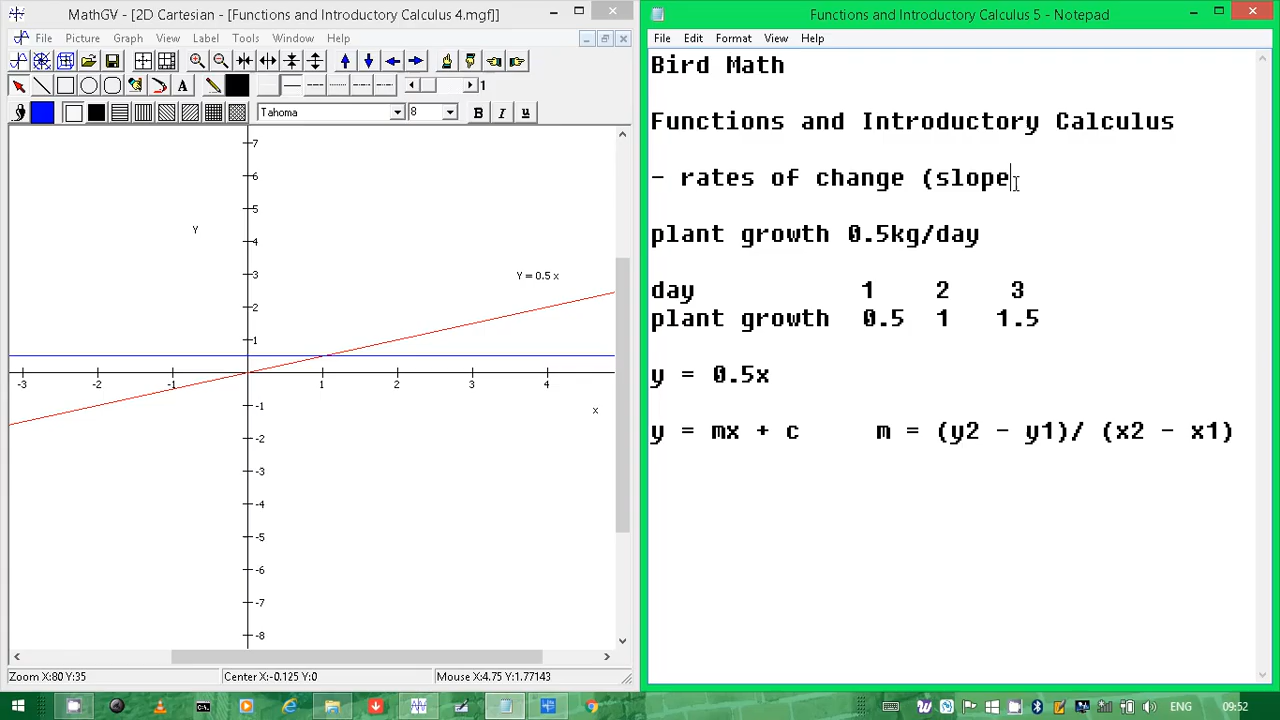 MathGV - [2D Cartesian - [Functions and Introductory Calculus 4.mgf]]
File Picture Graph View Label Tools Window Help
1
A
Tahoma 8 B I u
7
5
Y
4
3
Y = 0.5 x
2
1
-3 -2 -1 1 2 3 4
-1
x
-2
-3
-4
-5
-6
-7
-8
Zoom X:80 Y:35 Center X:-0.125 Y:0 Mouse X:4.75 Y:1.77143
Functions and Introductory Calculus 5 - Notepad
File Edit Format View Help
Bird Math
Functions and Introductory Calculus
- rates of change (slope
plant growth 0.5kg/day
day 1 2 3
plant growth 0.5 1 1.5
y = 0.5x
y = mx + c m = (y2 - y1)/ (x2 - x1)
ENG 09:52